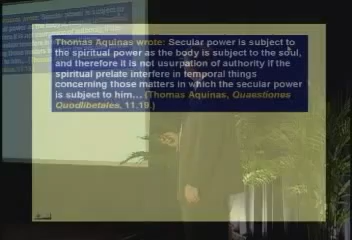 Thomas Aquinas wrote: Secular power is subject to
the spiritual power as the body is subject to the soul,
and therefore it is not usurpation of authority if the
spiritual prelate interfere in temporal things
concerning those matters in which the secular power
is subject to him... (Thomas Aquinas, Quaestiones
Quodlibetales, 11.19.)